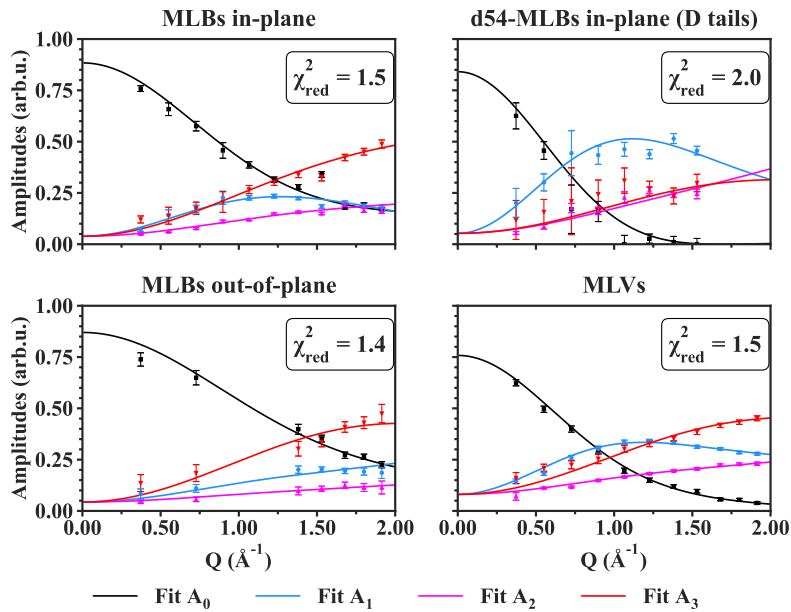 MLBs in-plane
d54-MLBs in-plane (D tails)
Amplitudes (arb.u.)
1.00
0.75
0.50
0.25
0.00
χ²red = 1.5
χ²red = 2.0
MLBs out-of-plane
MLVs
Amplitudes (arb.u.)
1.00
0.75
0.50
0.25
0.00
χ²red = 1.4
χ²red = 1.5
0.00 0.50 1.00 1.50 2.00
0.00 0.50 1.00 1.50 2.00
Q (Å⁻¹)
Q (Å⁻¹)
Fit A₀ Fit A₁ Fit A₂ Fit A₃